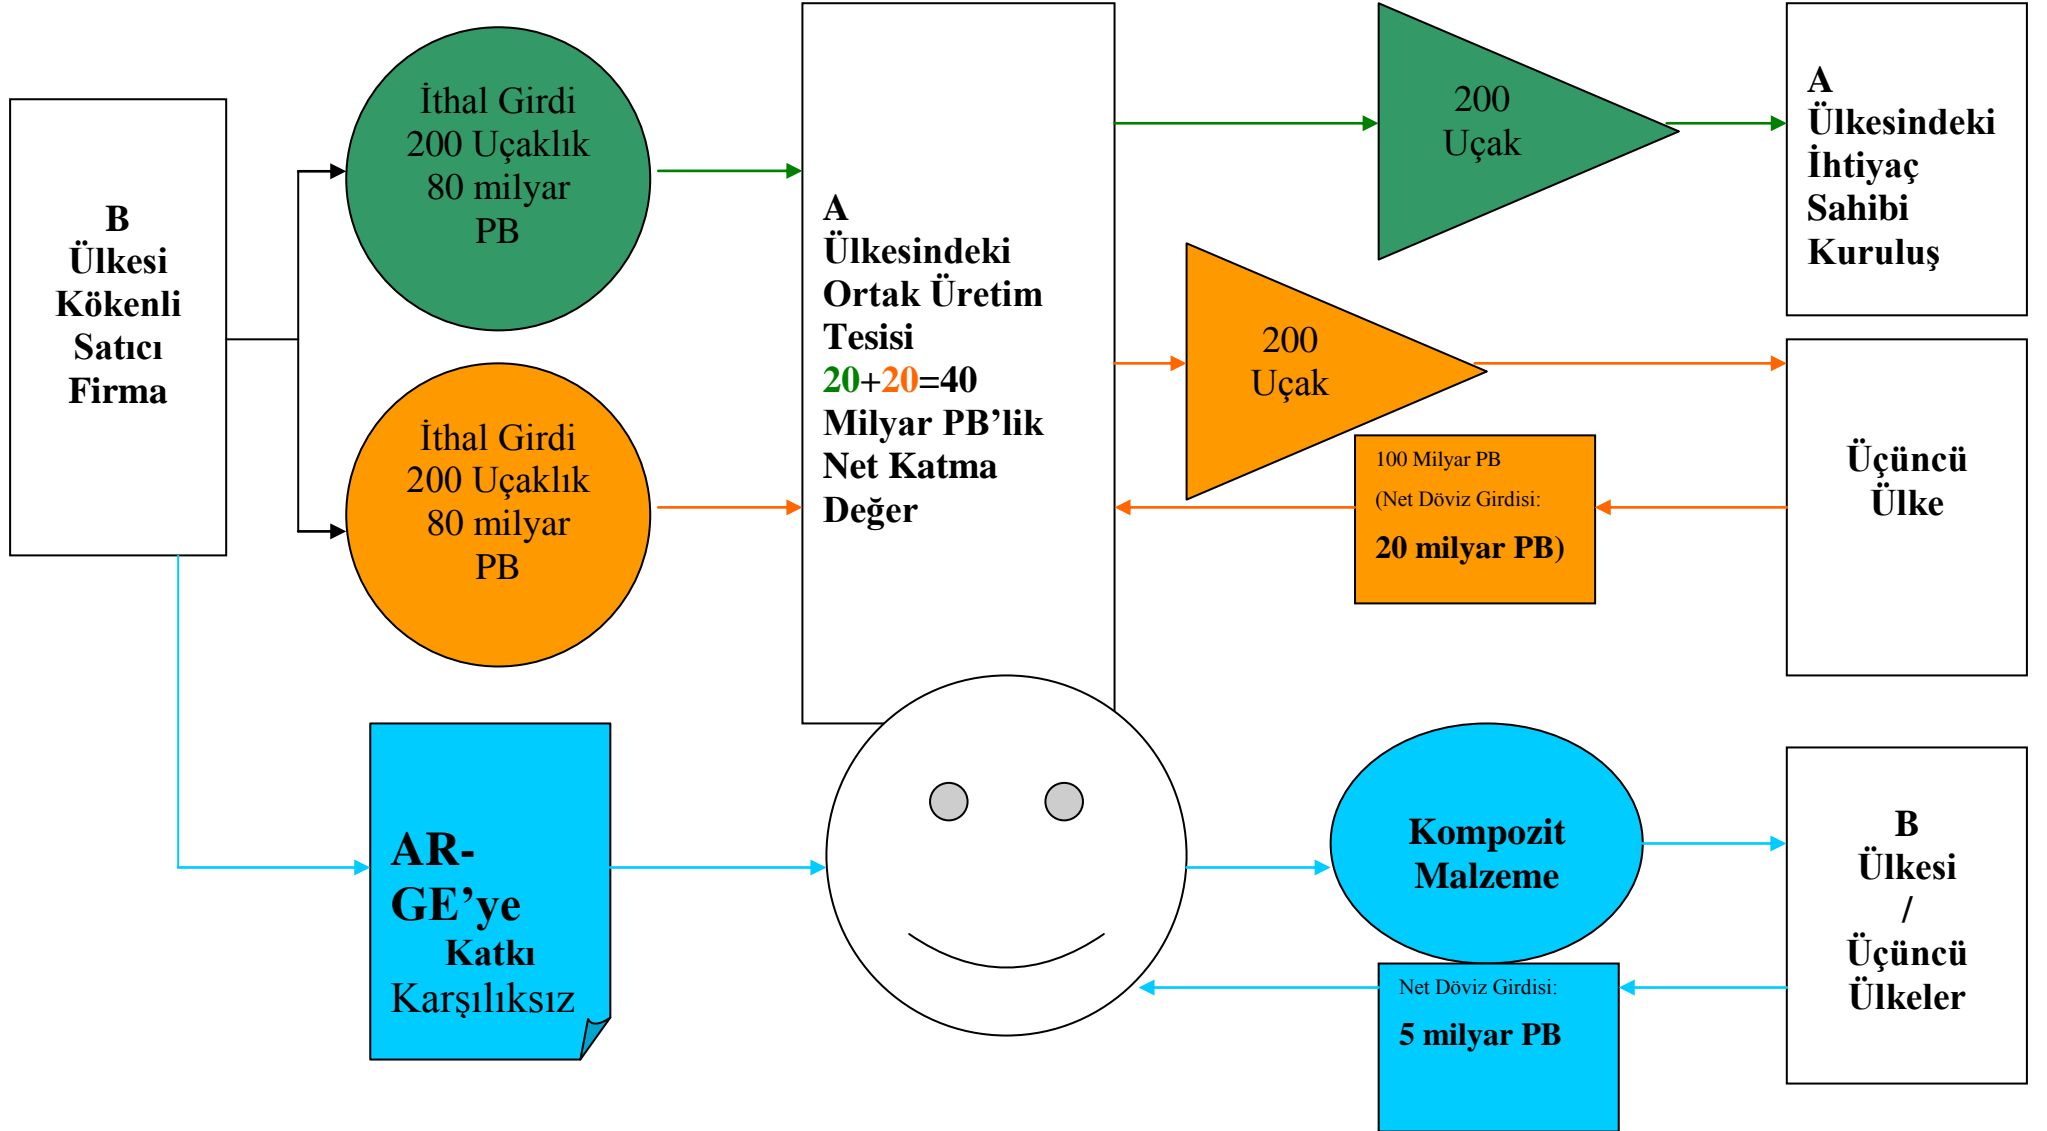 B
Ülkesi
Kökenli
Satıcı
Firma
İthal Girdi
200 Uçaklık
80 milyar
PB
İthal Girdi
200 Uçaklık
80 milyar
PB
A
Ülkesindeki
Ortak Üretim
Tesisi
20+20=40
Milyar PB’lik
Net Katma
Değer
200
Uçak
A
Ülkesindeki
İhtiyaç
Sahibi
Kuruluş
200
Uçak
100 Milyar PB
(Net Döviz Girdisi:
20 milyar PB)
Üçüncü
Ülke
AR-
GE’ye
Katkı
Karşılıksız
Kompozit
Malzeme
Net Döviz Girdisi:
5 milyar PB
B
Ülkesi
/
Üçüncü
Ülkeler